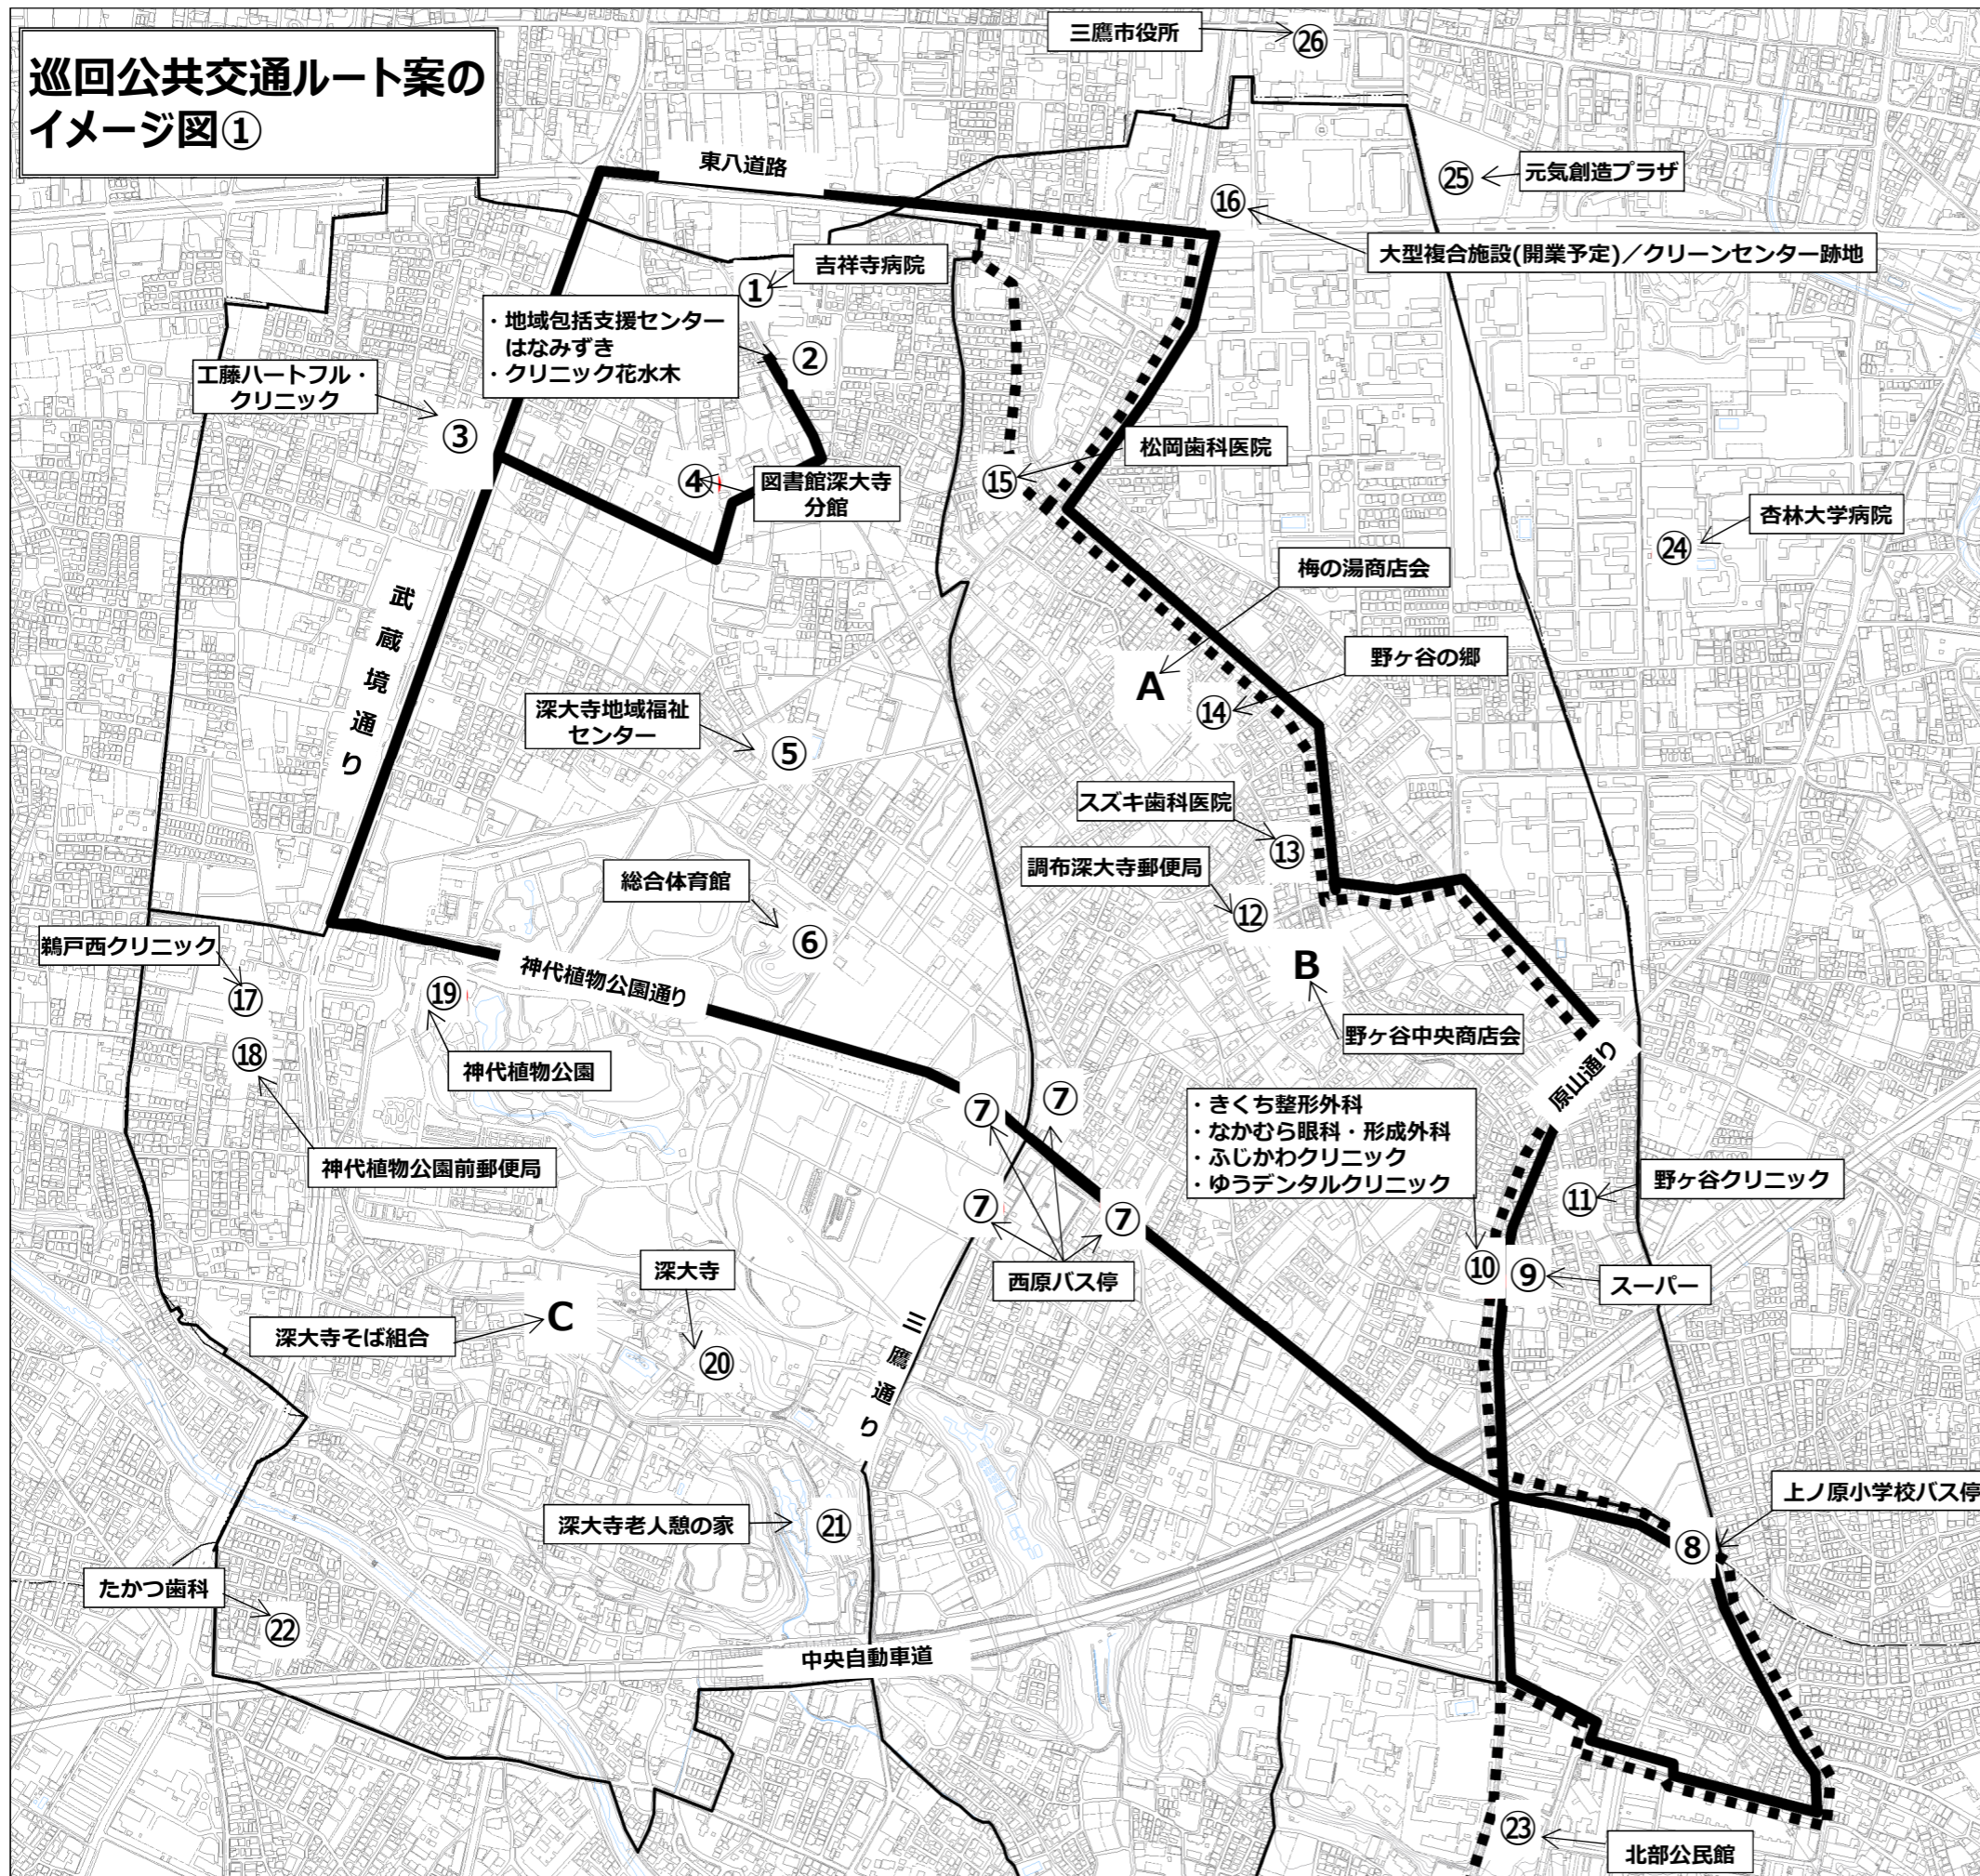 巡回公共交通ルート案の
イメージ図①
三鷹市役所
㉖
東八道路
㉕
元気創造プラザ
⑯
大型複合施設(開業予定)／クリーンセンター跡地
吉祥寺病院
①
・地域包括支援センター
はなみずき
・クリニック花水木
②
工藤ハートフル・
クリニック
③
松岡歯科医院
⑮
④
図書館深大寺
分館
杏林大学病院
㉔
武蔵境通り
梅の湯商店会
A
野ヶ谷の郷
⑭
深大寺地域福祉
センター
⑤
スズキ歯科医院
⑬
調布深大寺郵便局
⑫
総合体育館
⑥
鵜戸西クリニック
⑰
神代植物公園通り
B
野ヶ谷中央商店会
⑲
神代植物公園
⑱
神代植物公園前郵便局
原山通り
⑦
⑦
⑦
⑦
西原バス停
・きくち整形外科
・なかむら眼科・形成外科
・ふじかわクリニック
・ゆうデンタルクリニック
⑪
野ヶ谷クリニック
⑩
⑨
スーパー
深大寺
⑳
C
深大寺そば組合
三鷹通り
上ノ原小学校バス停
⑧
深大寺老人憩の家
㉑
たかつ歯科
㉒
中央自動車道
㉓
北部公民館